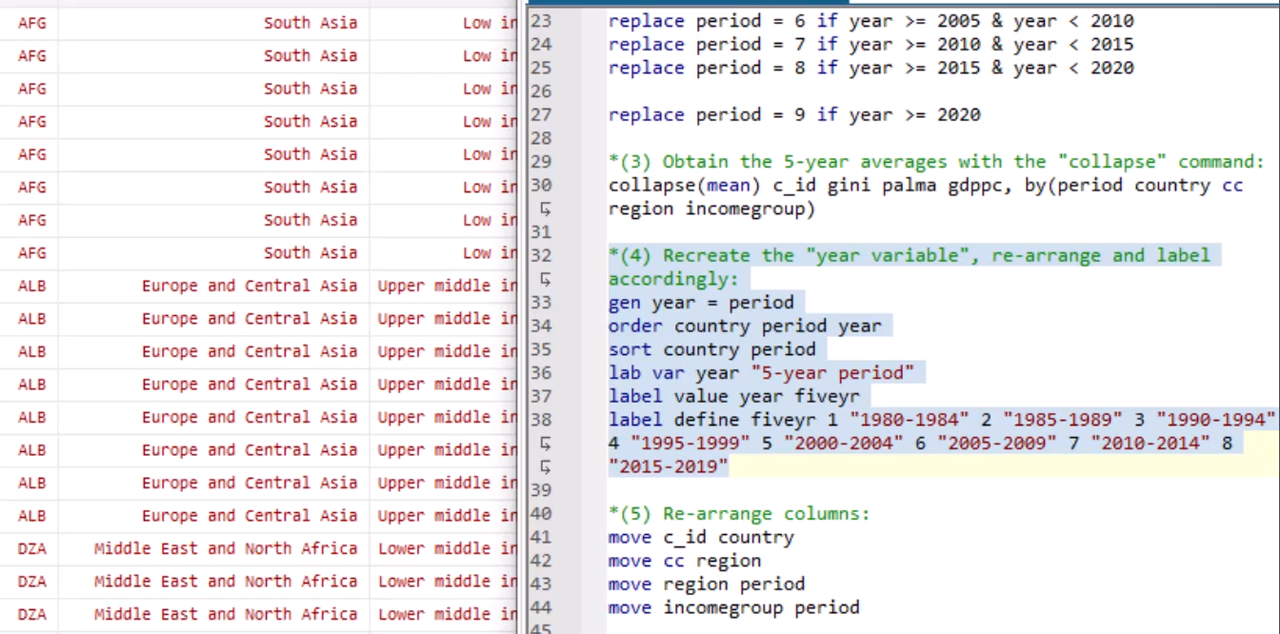 AFG South Asia Low in
AFG South Asia Low in
AFG South Asia Low in
AFG South Asia Low in
AFG South Asia Low in
AFG South Asia Low in
AFG South Asia Low in
AFG South Asia Low in
ALB Europe and Central Asia Upper middle in
ALB Europe and Central Asia Upper middle in
ALB Europe and Central Asia Upper middle in
ALB Europe and Central Asia Upper middle in
ALB Europe and Central Asia Upper middle in
ALB Europe and Central Asia Upper middle in
ALB Europe and Central Asia Upper middle in
ALB Europe and Central Asia Upper middle in
DZA Middle East and North Africa Lower middle in
DZA Middle East and North Africa Lower middle in
DZA Middle East and North Africa Lower middle in
23 replace period = 6 if year >= 2005 & year < 2010
24 replace period = 7 if year >= 2010 & year < 2015
25 replace period = 8 if year >= 2015 & year < 2020
26
27 replace period = 9 if year >= 2020
28
29 *(3) Obtain the 5-year averages with the "collapse" command:
30 collapse(mean) c_id gini palma gdppc, by(period country cc
region incomegroup)
31
32 *(4) Recreate the "year variable", re-arrange and label
accordingly:
33 gen year = period
34 order country period year
35 sort country period
36 lab var year "5-year period"
37 label value year fiveyr
38 label define fiveyr 1 "1980-1984" 2 "1985-1989" 3 "1990-1994"
4 "1995-1999" 5 "2000-2004" 6 "2005-2009" 7 "2010-2014" 8
"2015-2019"
39
40 *(5) Re-arrange columns:
41 move c_id country
42 move cc region
43 move region period
44 move incomegroup period
45